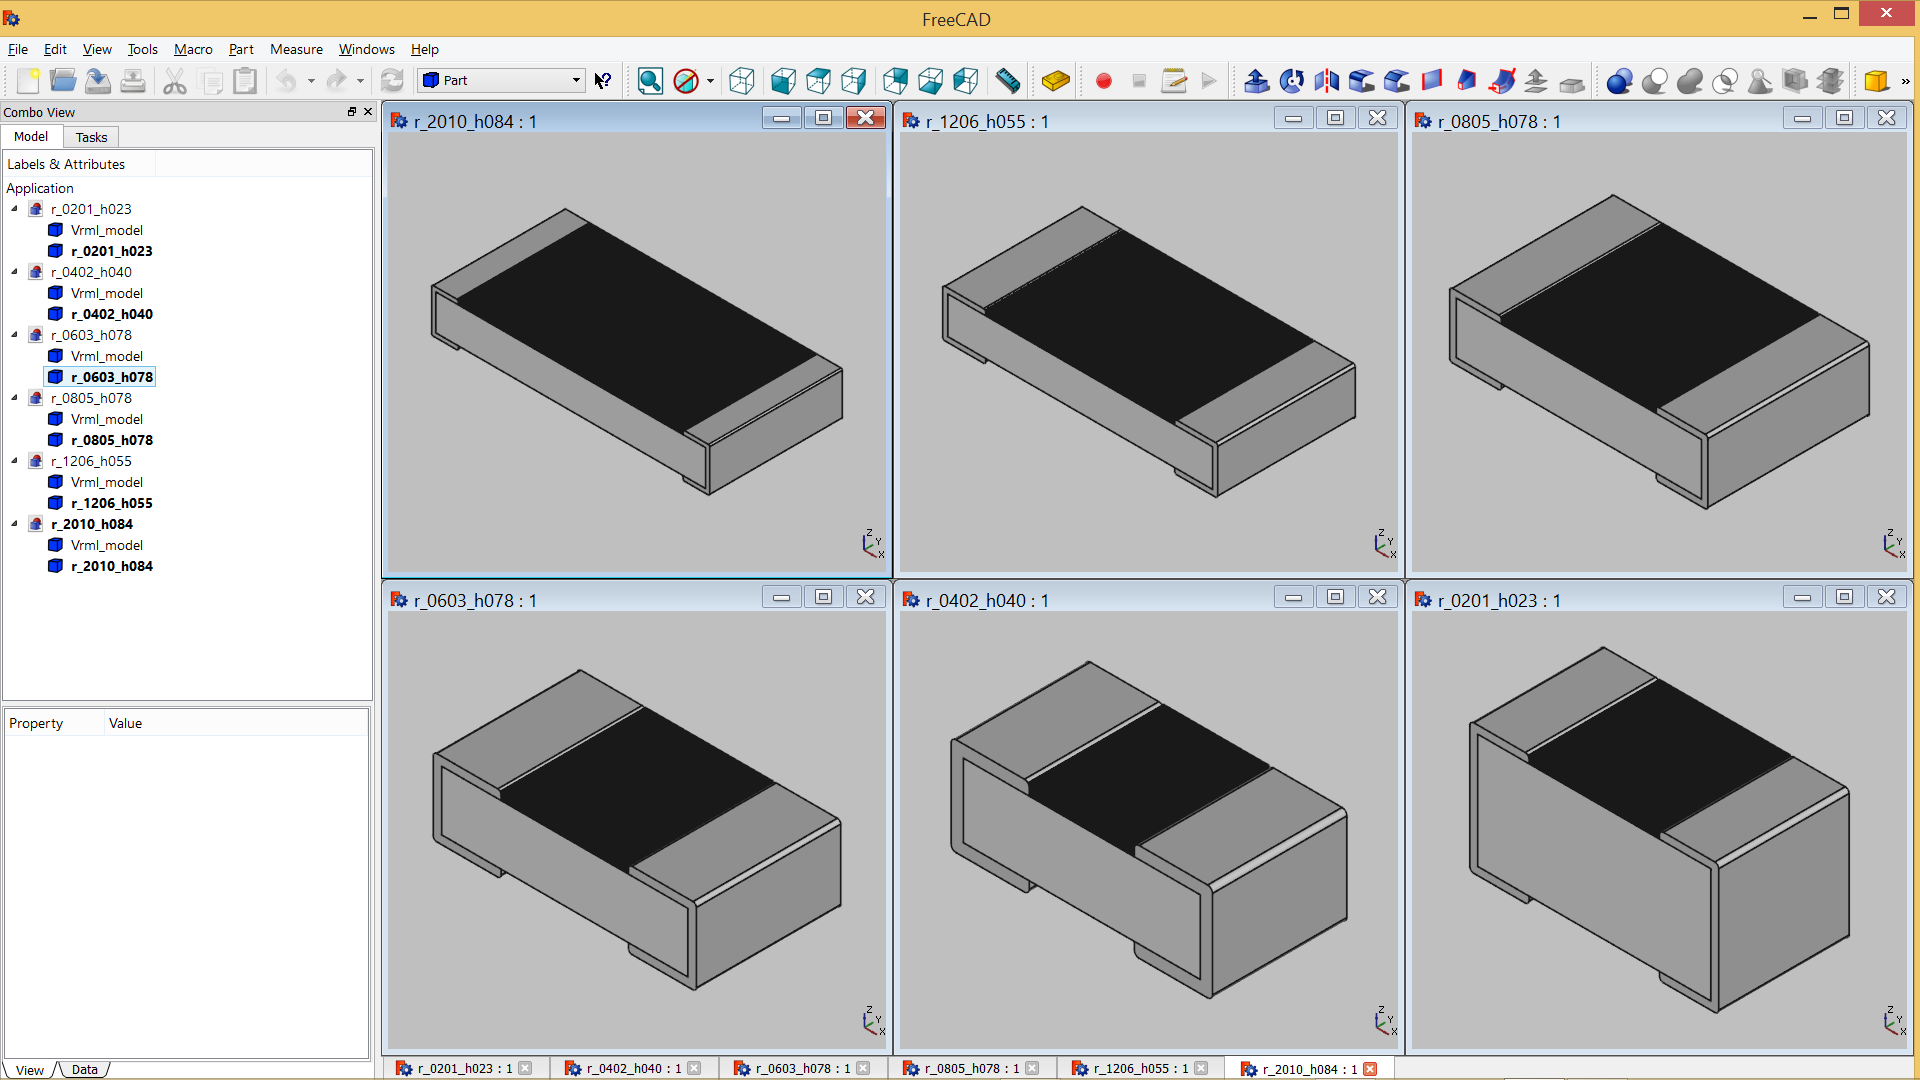 FreeCAD
File Edit View Tools Macro Part Measure Windows Help
Part
Combo View
Model Tasks
Labels & Attributes
Application
r_0201_h023
Vrml_model
r_0201_h023
r_0402_h040
Vrml_model
r_0402_h040
r_0603_h078
Vrml_model
r_0603_h078
r_0805_h078
Vrml_model
r_0805_h078
r_1206_h055
Vrml_model
r_1206_h055
r_2010_h084
Vrml_model
r_2010_h084
Property Value
View Data
r_2010_h084 : 1
Z
Y
X
r_1206_h055 : 1
Z
Y
X
r_0805_h078 : 1
Z
Y
X
r_0603_h078 : 1
Z
Y
X
r_0402_h040 : 1
Z
Y
X
r_0201_h023 : 1
Z
Y
X
r_0201_h023 : 1 r_0402_h040 : 1 r_0603_h078 : 1 r_0805_h078 : 1 r_1206_h055 : 1 r_2010_h084 : 1